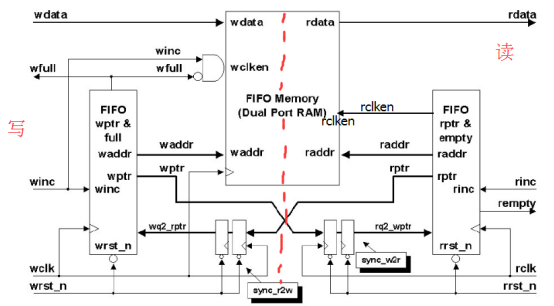 wdata
wdata
rdata
rdata
读
winc
wfull
wfull
wclken
FIFO
wptr &
full
FIFO Memory
(Dual Port RAM)
rclken
rclken
FIFO
rptr &
empty
写
waddr
waddr
waddr
raddr
raddr
raddr
wptr
wptr
rptr
rptr
winc
winc
rinc
rinc
rempty
wq2_rptr
rq2_wptr
wrst_n
rrst_n
sync_w2r
wclk
rclk
wrst_n
sync_r2w
rrst_n